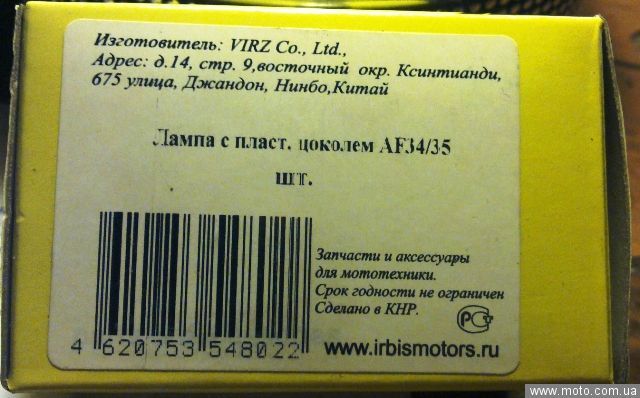 Изготовитель: VIRZ Co., Ltd.,
Адрес: д.14, стр. 9,восточный окр. Ксинтианди,
675 улица, Джандон, Нинбо,Китай
Лампа с пласт. цоколем AF34/35
шт.
Запчасти и аксессуары
для мототехники.
Срок годности не ограничен
Сделано в КНР.
РСТ
4 620753 548022
www.irbismotors.ru
www.moto.com.ua